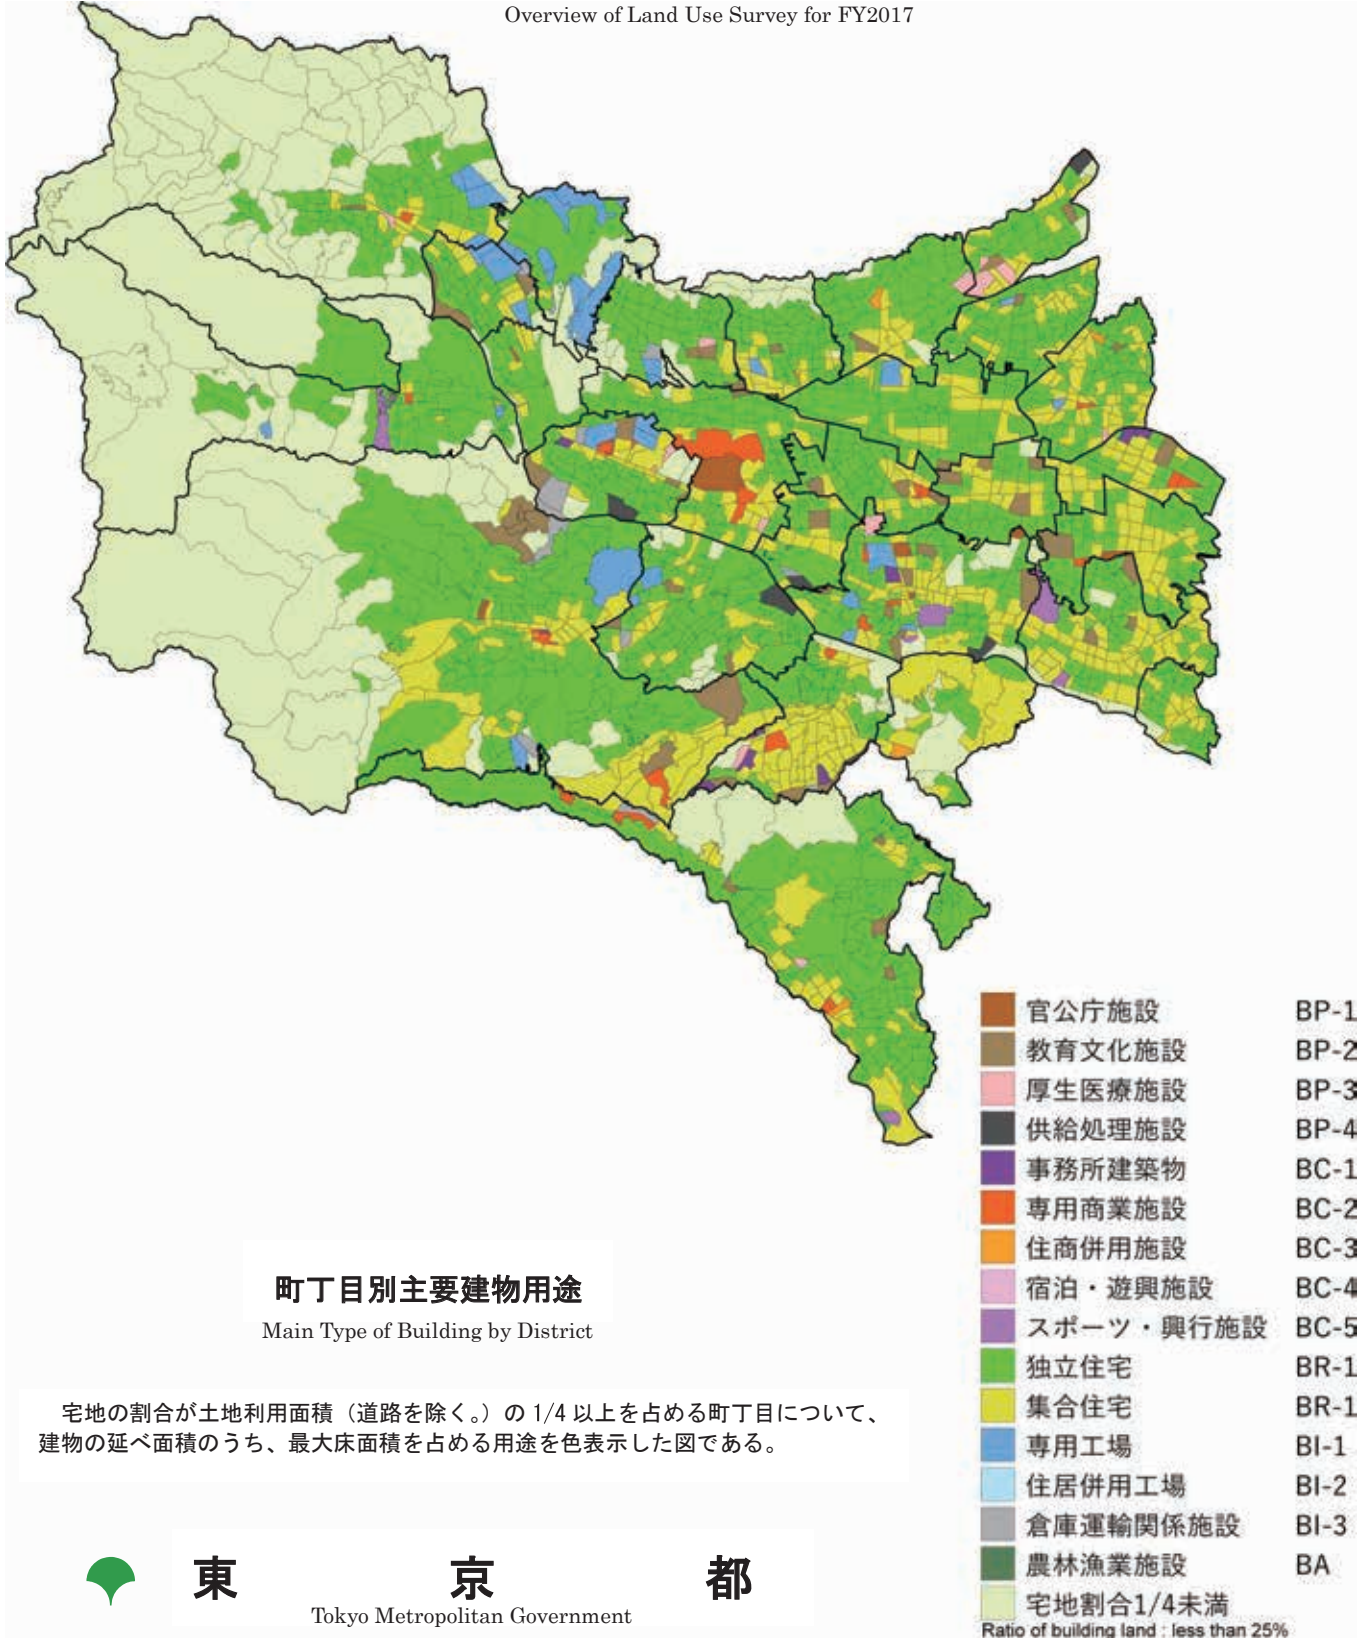 Overview of Land Use Survey for FY2017
官公庁施設 BP-1
教育文化施設 BP-2
厚生医療施設 BP-3
供給処理施設 BP-4
事務所建築物 BC-1
専用商業施設 BC-2
住商併用施設 BC-3
宿泊・遊興施設 BC-4
スポーツ・興行施設 BC-5
独立住宅 BR-1
集合住宅 BR-1
専用工場 BI-1
住居併用工場 BI-2
倉庫運輸関係施設 BI-3
農林漁業施設 BA
宅地割合1/4未満
Ratio of building land : less than 25%
町丁目別主要建物用途
Main Type of Building by District
宅地の割合が土地利用面積（道路を除く。）の 1/4 以上を占める町丁目について、
建物の延べ面積のうち、最大床面積を占める用途を色表示した図である。
東 京 都
Tokyo Metropolitan Government